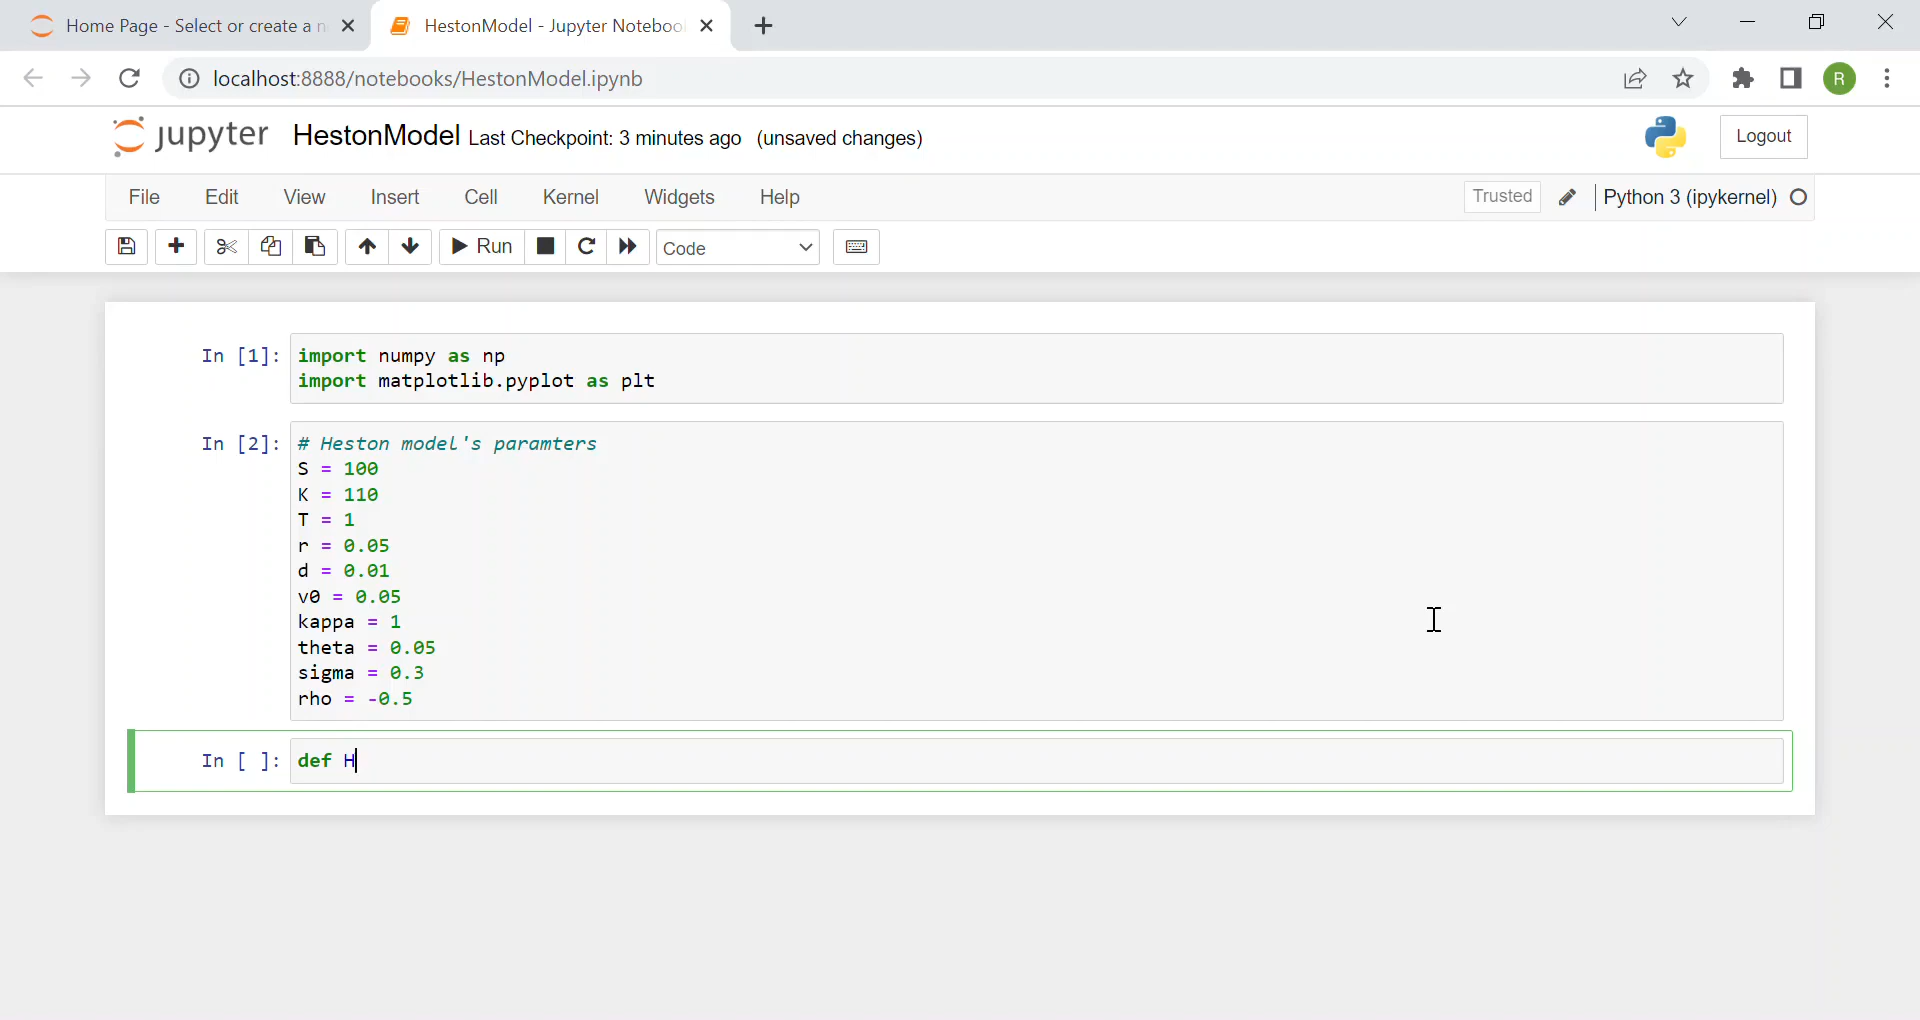 Home Page - Select or create a n
HestonModel - Jupyter Noteboo
localhost:8888/notebooks/HestonModel.ipynb
R
jupyter HestonModel Last Checkpoint: 3 minutes ago (unsaved changes)
Logout
File Edit View Insert Cell Kernel Widgets Help
Trusted Python 3 (ipykernel)
Run Code
In [1]: import numpy as np
import matplotlib.pyplot as plt
In [2]: # Heston model's paramters
S = 100
K = 110
T = 1
r = 0.05
d = 0.01
v0 = 0.05
kappa = 1
theta = 0.05
sigma = 0.3
rho = -0.5
In [ ]: def H